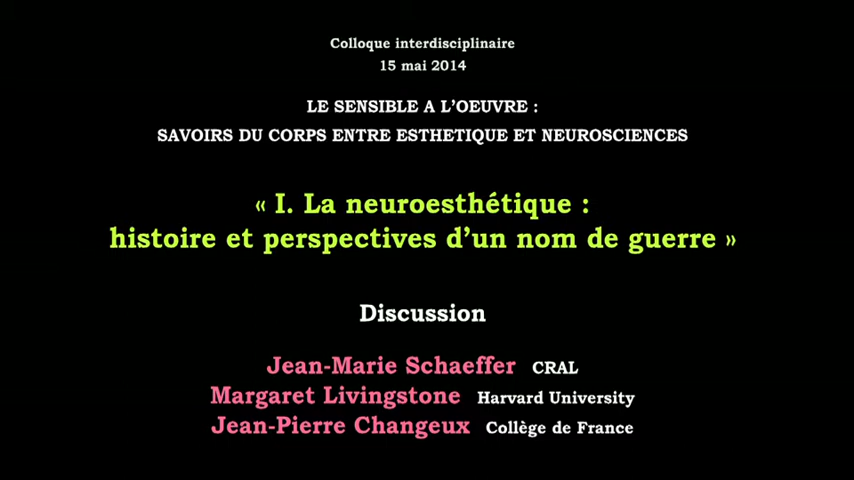 Colloque interdisciplinaire
15 mai 2014
LE SENSIBLE A L'OEUVRE :
SAVOIRS DU CORPS ENTRE ESTHETIQUE ET NEUROSCIENCES
« I. La neuroesthétique :
histoire et perspectives d'un nom de guerre »
Discussion
Jean-Marie Schaeffer CRAL
Margaret Livingstone Harvard University
Jean-Pierre Changeux Collège de France